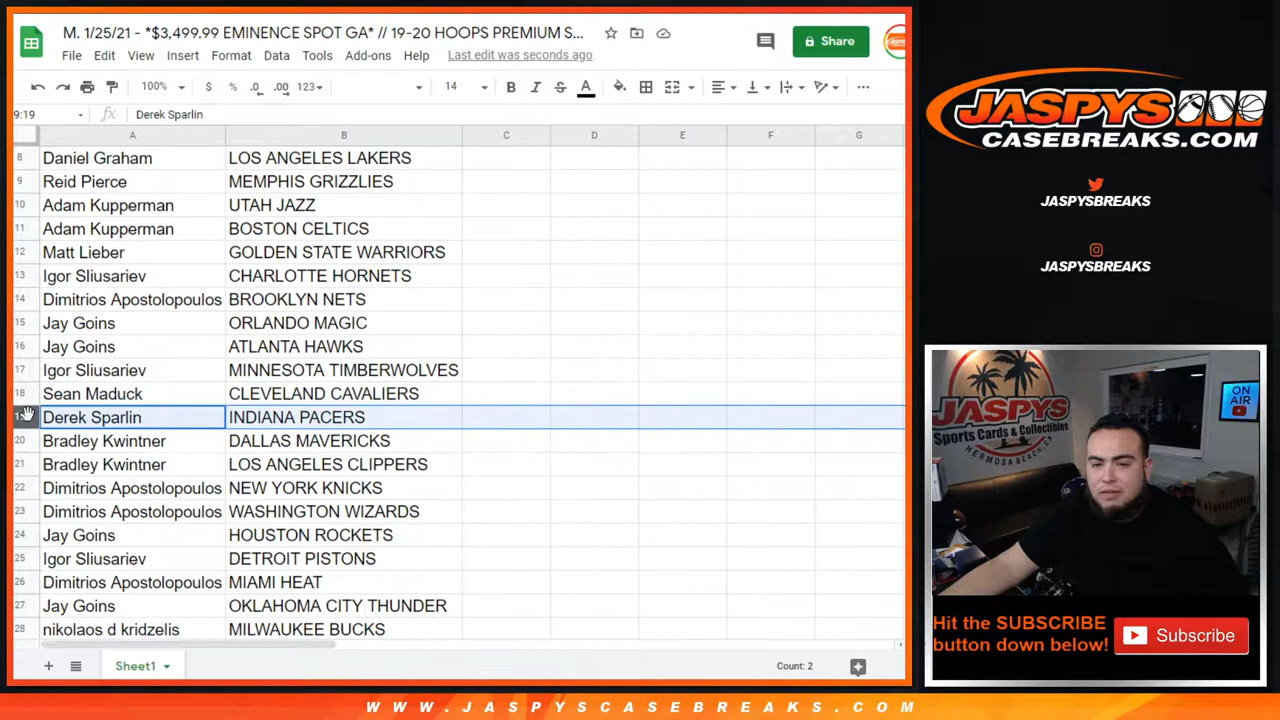 M. 1/25/21 - *$3,499.99 EMINENCE SPOT GA* // 19-20 HOOPS PREMIUM S...
File Edit View Insert Format Data Tools Add-ons Help Last edit was seconds ago
Share
100% $ % .0 .00 123 14 B I S A
9:19 fx Derek Sparlin
A B C D E F G
8 Daniel Graham LOS ANGELES LAKERS
9 Reid Pierce MEMPHIS GRIZZLIES
10 Adam Kupperman UTAH JAZZ
11 Adam Kupperman BOSTON CELTICS
12 Matt Lieber GOLDEN STATE WARRIORS
13 Igor Sliusariev CHARLOTTE HORNETS
14 Dimitrios Apostolopoulos BROOKLYN NETS
15 Jay Goins ORLANDO MAGIC
16 Jay Goins ATLANTA HAWKS
17 Igor Sliusariev MINNESOTA TIMBERWOLVES
18 Sean Maduck CLEVELAND CAVALIERS
Derek Sparlin INDIANA PACERS
20 Bradley Kwintner DALLAS MAVERICKS
21 Bradley Kwintner LOS ANGELES CLIPPERS
22 Dimitrios Apostolopoulos NEW YORK KNICKS
23 Dimitrios Apostolopoulos WASHINGTON WIZARDS
24 Jay Goins HOUSTON ROCKETS
25 Igor Sliusariev DETROIT PISTONS
26 Dimitrios Apostolopoulos MIAMI HEAT
27 Jay Goins OKLAHOMA CITY THUNDER
28 nikolaos d kridzelis MILWAUKEE BUCKS
Sheet1 Count: 2
JASPYS
CASEBREAKS.COM
JASPYSBREAKS
JASPYSBREAKS
JASPYS
Sports Cards & Collectibles
HERMOSA BEACH, CA
ON
AIR
Hit the SUBSCRIBE
button down below!
Subscribe
WWW.JASPYSCASEBREAKS.COM